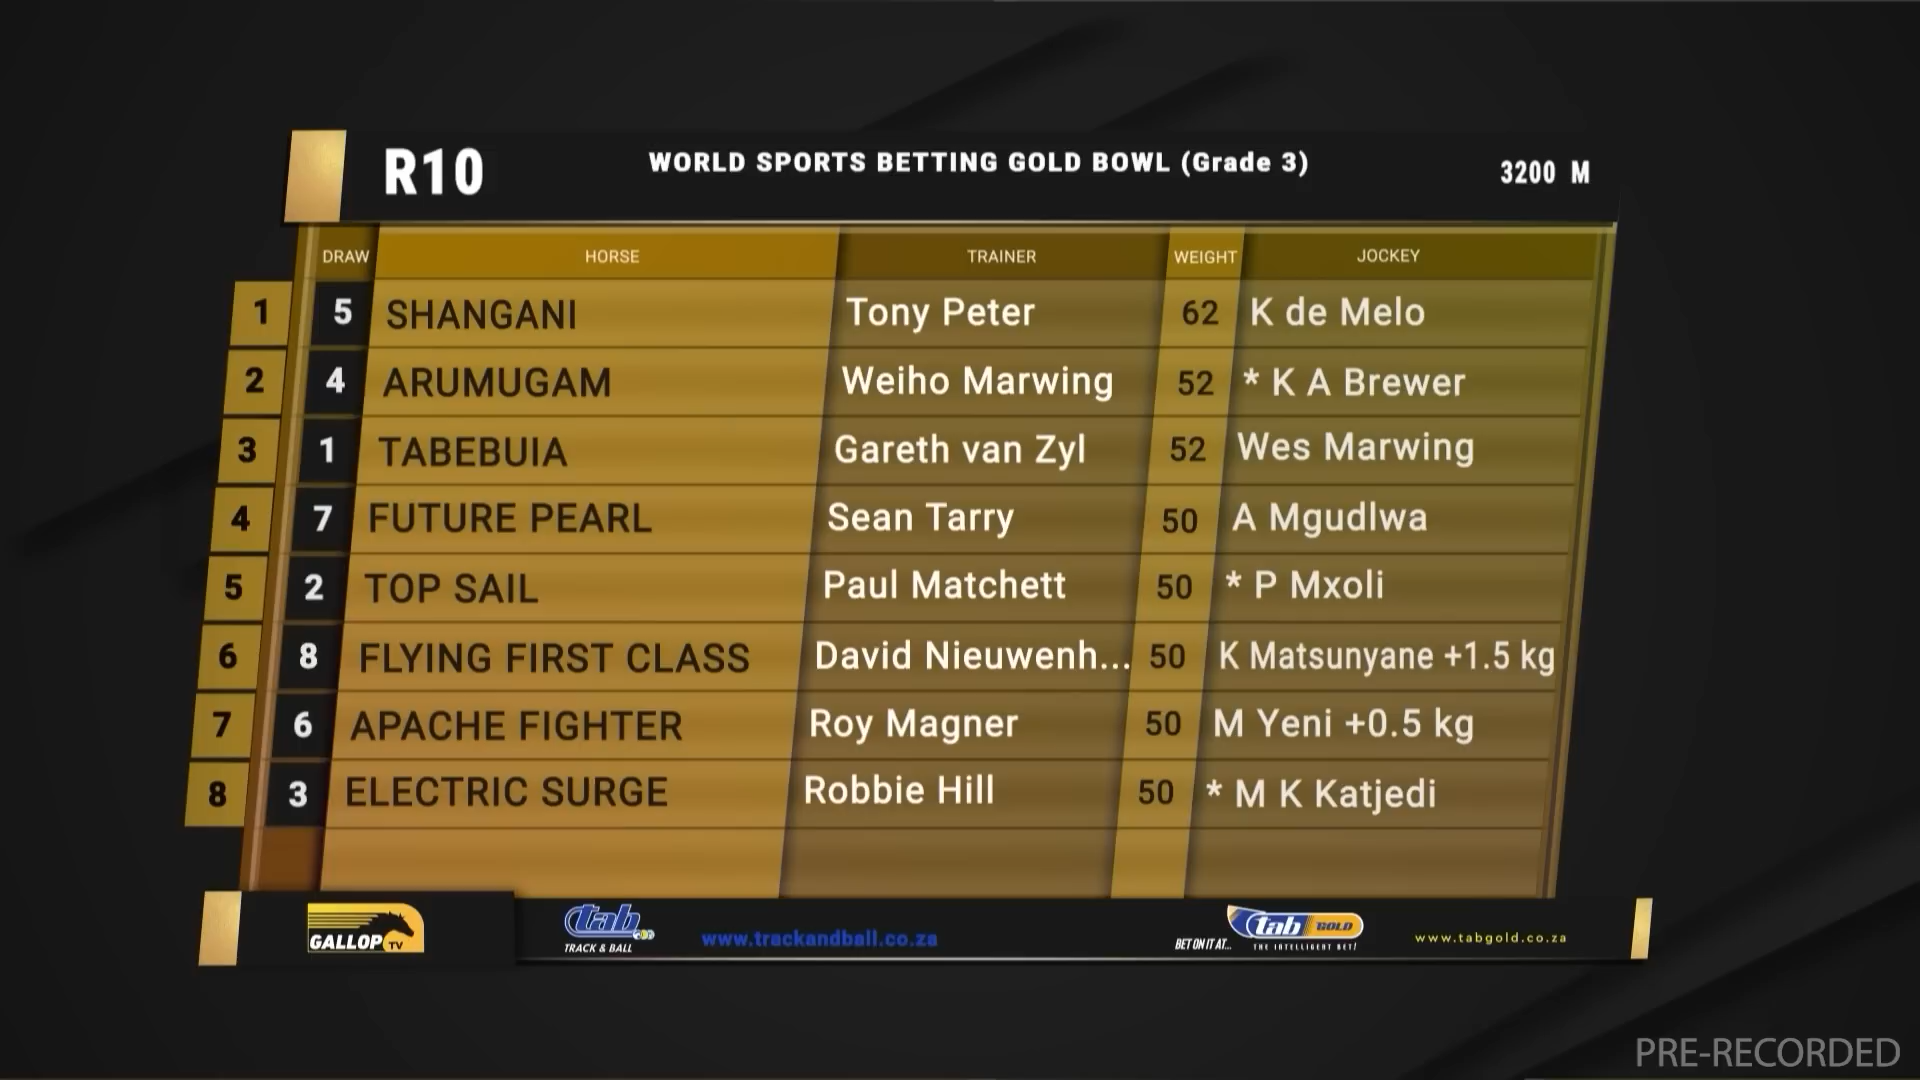 R10 WORLD SPORTS BETTING GOLD BOWL (Grade 3) 3200 M
DRAW HORSE TRAINER WEIGHT JOCKEY
1 5 SHANGANI Tony Peter 62 K de Melo
2 4 ARUMUGAM Weiho Marwing 52 * K A Brewer
3 1 TABEBUIA Gareth van Zyl 52 Wes Marwing
4 7 FUTURE PEARL Sean Tarry 50 A Mgudlwa
5 2 TOP SAIL Paul Matchett 50 * P Mxoli
6 8 FLYING FIRST CLASS David Nieuwenh... 50 K Matsunyane +1.5 kg
7 6 APACHE FIGHTER Roy Magner 50 M Yeni +0.5 kg
8 3 ELECTRIC SURGE Robbie Hill 50 * M K Katjedi
GALLOP TV
tab
TRACK & BALL
www.trackandball.co.za
BET ON IT AT...
tab GOLD
THE INTELLIGENT BET!
www.tabgold.co.za
PRE-RECORDED